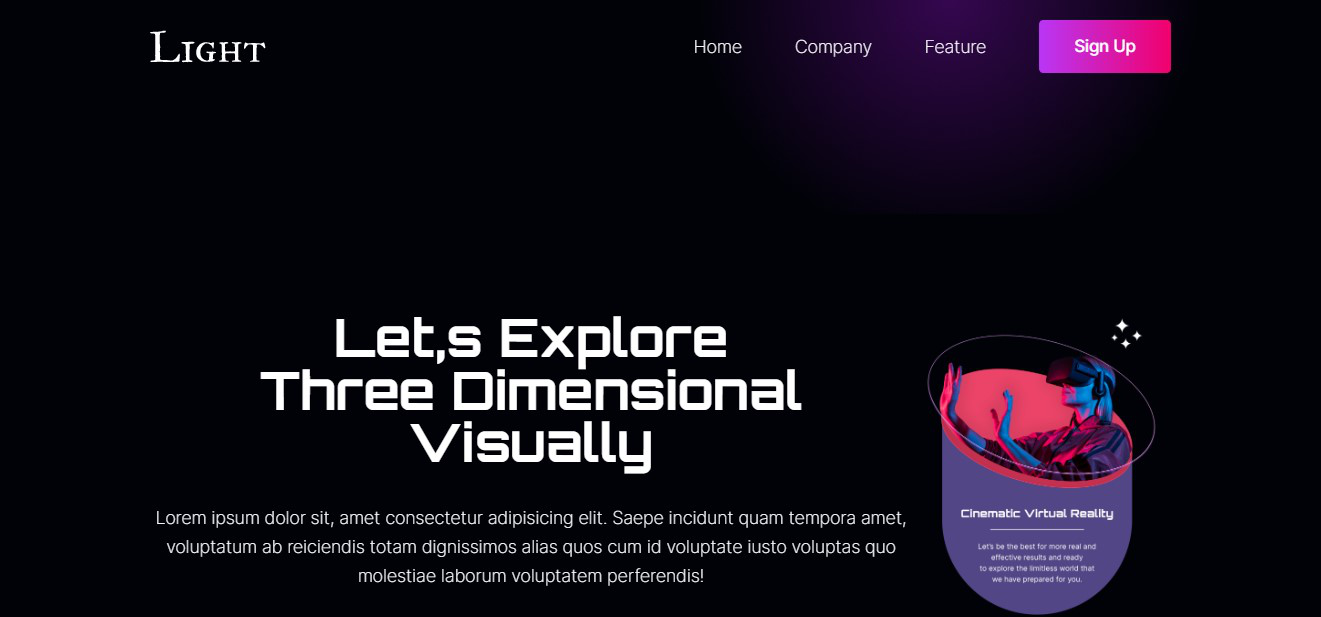 Light
Home Company Feature Sign Up
Let,s Explore
Three Dimensional
Visually
Lorem ipsum dolor sit, amet consectetur adipisicing elit. Saepe incidunt quam tempora amet,
voluptatum ab reiciendis totam dignissimos alias quos cum id voluptate iusto voluptas quo
molestiae laborum voluptatem perferendis!
Cinematic Virtual Reality
Let's be the best for more real and
effective results and ready
to explore the limitless world that
we have prepared for you.